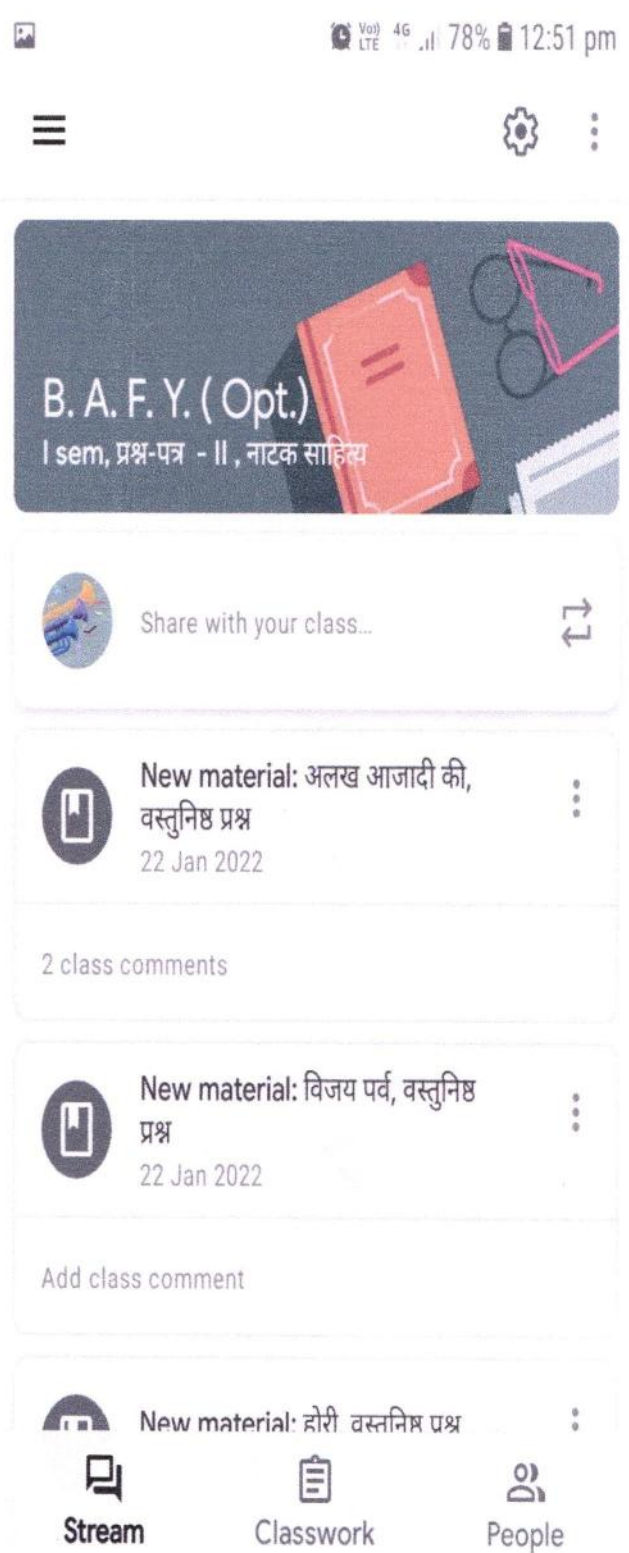 Vo)) LTE 4G 78% 12:51 pm
B. A. F. Y. ( Opt.)
I sem, प्रश्न-पत्र - II , नाटक साहित्य
Share with your class...
New material: अलख आजादी की,
वस्तुनिष्ठ प्रश्न
22 Jan 2022
2 class comments
New material: विजय पर्व, वस्तुनिष्ठ
प्रश्न
22 Jan 2022
Add class comment
New material: होरी वस्तुनिष्ठ प्रश्न
Stream Classwork People